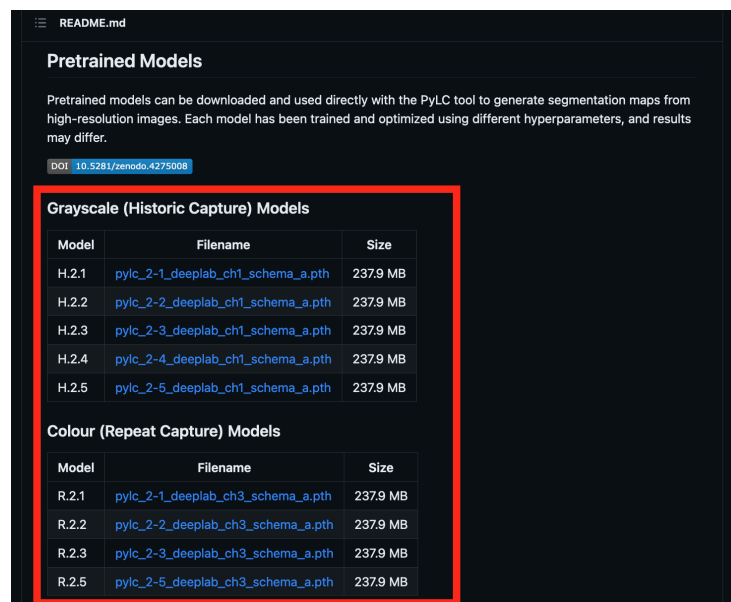 README.md
Pretrained Models
Pretrained models can be downloaded and used directly with the PyLC tool to generate segmentation maps from
high-resolution images. Each model has been trained and optimized using different hyperparameters, and results
may differ.
DOI 10.5281/zenodo.4275008
Grayscale (Historic Capture) Models
Model Filename Size
H.2.1 pylc_2-1_deeplab_ch1_schema_a.pth 237.9 MB
H.2.2 pylc_2-2_deeplab_ch1_schema_a.pth 237.9 MB
H.2.3 pylc_2-3_deeplab_ch1_schema_a.pth 237.9 MB
H.2.4 pylc_2-4_deeplab_ch1_schema_a.pth 237.9 MB
H.2.5 pylc_2-5_deeplab_ch1_schema_a.pth 237.9 MB
Colour (Repeat Capture) Models
Model Filename Size
R.2.1 pylc_2-1_deeplab_ch3_schema_a.pth 237.9 MB
R.2.2 pylc_2-2_deeplab_ch3_schema_a.pth 237.9 MB
R.2.3 pylc_2-3_deeplab_ch3_schema_a.pth 237.9 MB
R.2.5 pylc_2-5_deeplab_ch3_schema_a.pth 237.9 MB